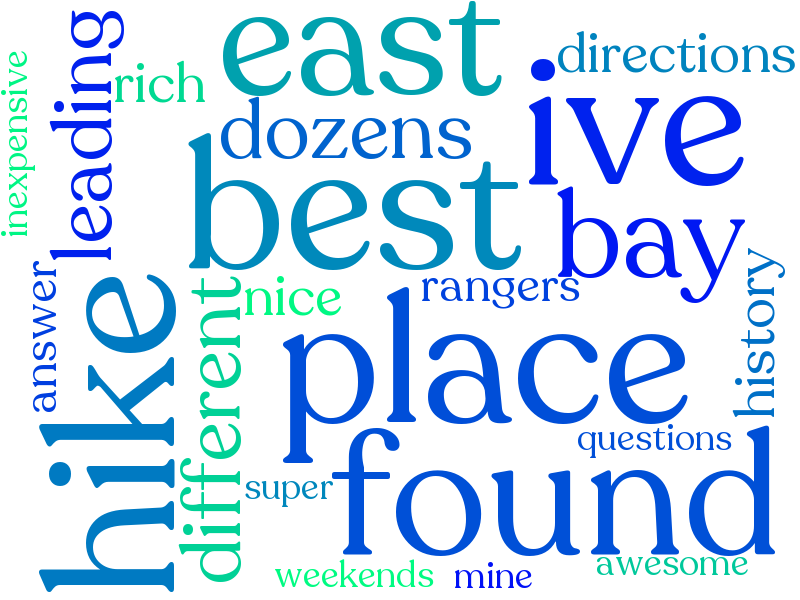 east
directions
ive
rich
leading
inexpensive
dozens
best
bay
rangers
nice
answer
hike
different
place
history
questions
found
super
weekends
mine
awesome